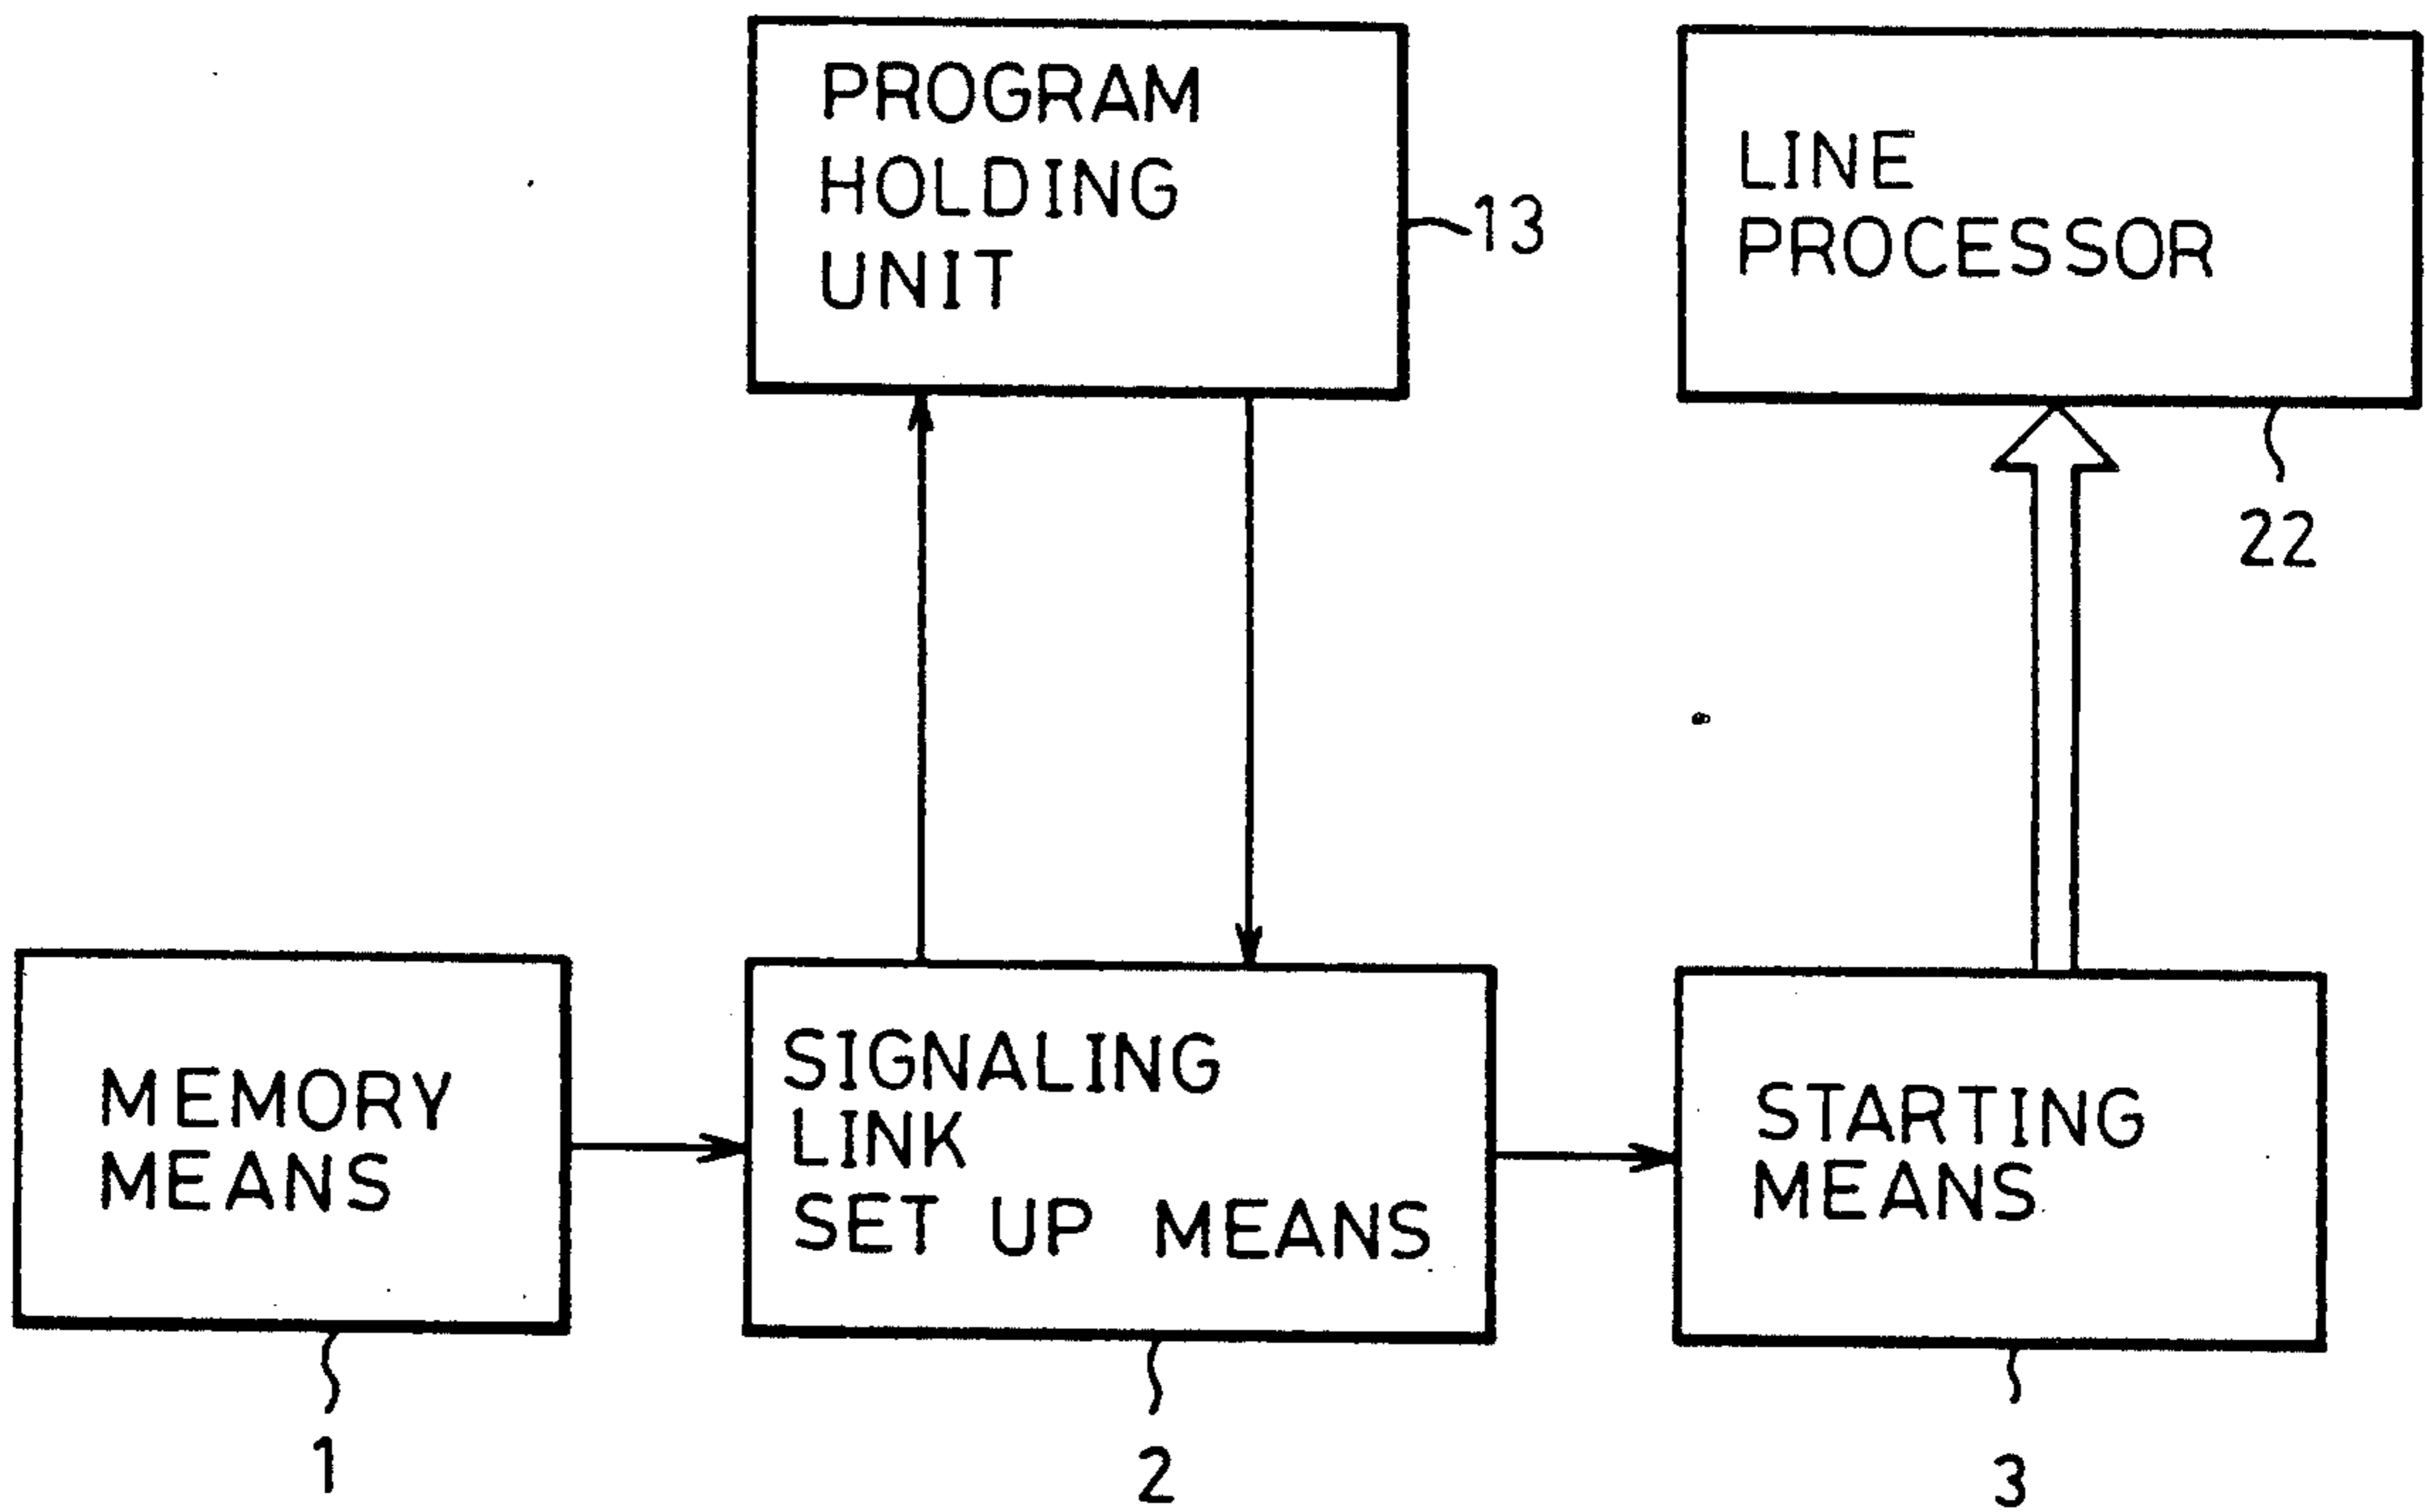 PROGRAM
HOLDING
UNIT
13
LINE
PROCESSOR
22
MEMORY
MEANS
1
SIGNALING
LINK
SET UP MEANS
2
STARTING
MEANS
3